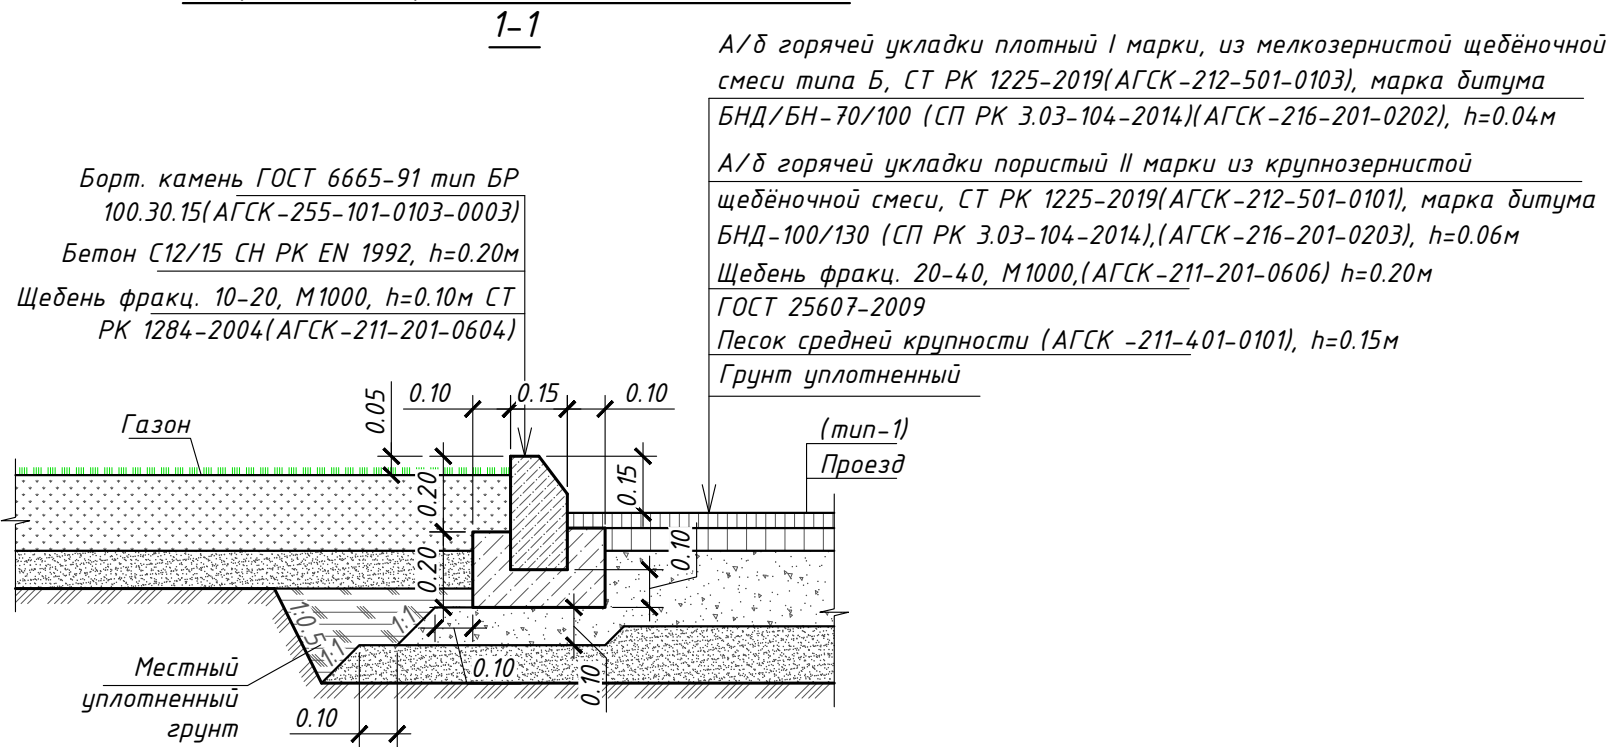 1-1
А/б горячей укладки плотный I марки, из мелкозернистой щебёночной
смеси типа Б, СТ РК 1225-2019(АГСК-212-501-0103), марка битума
БНД/БН-70/100 (СП РК 3.03-104-2014)(АГСК-216-201-0202), h=0.04м
А/б горячей укладки пористый II марки из крупнозернистой
щебёночной смеси, СТ РК 1225-2019(АГСК-212-501-0101), марка битума
БНД-100/130 (СП РК 3.03-104-2014),(АГСК-216-201-0203), h=0.06м
Щебень фракц. 20-40, М1000,(АГСК-211-201-0606) h=0.20м
ГОСТ 25607-2009
Песок средней крупности (АГСК -211-401-0101), h=0.15м
Грунт уплотненный
Борт. камень ГОСТ 6665-91 тип БР
100.30.15(АГСК-255-101-0103-0003)
Бетон С12/15 СН РК EN 1992, h=0.20м
Щебень фракц. 10-20, М1000, h=0.10м СТ
РК 1284-2004(АГСК-211-201-0604)
0.05
0.10
0.15
0.10
Газон
(тип-1)
Проезд
0.20
0.15
0.20
0.10
1:0.5
1:1
1:1
Местный
уплотненный
грунт
0.10
0.10
0.10